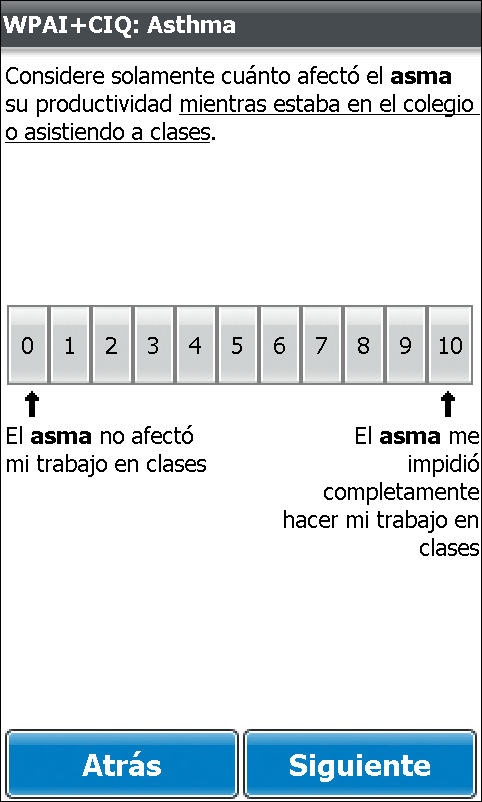 WPAI+CIQ: Asthma
Considere solamente cuánto afectó el asma
su productividad mientras estaba en el colegio
o asistiendo a clases.
0 1 2 3 4 5 6 7 8 9 10
El asma no afectó
mi trabajo en clases
El asma me
impidió
completamente
hacer mi trabajo en
clases
Atrás Siguiente